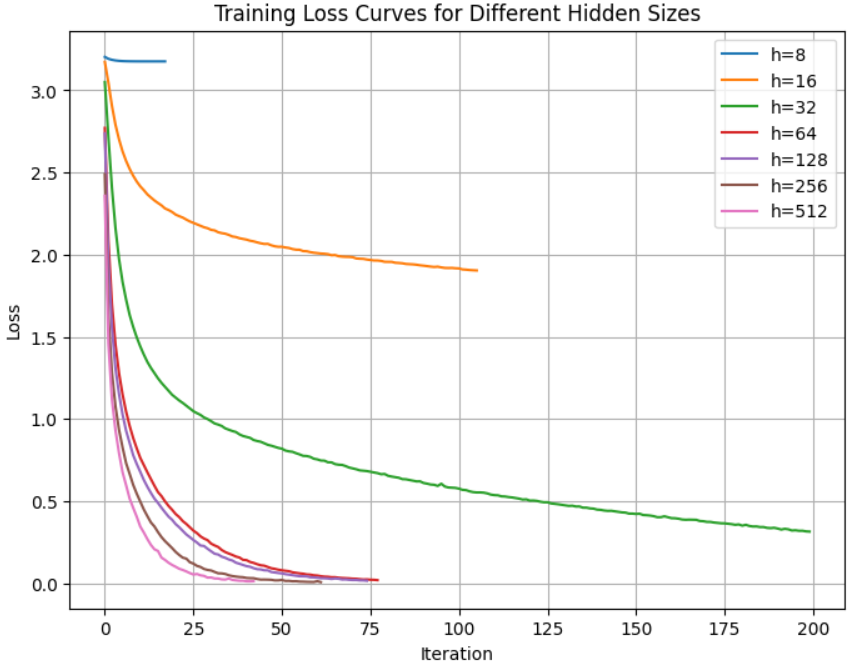 Training Loss Curves for Different Hidden Sizes
h=8
h=16
h=32
h=64
h=128
h=256
h=512
3.0
2.5
2.0
1.5
1.0
0.5
0.0
Loss
0 25 50 75 100 125 150 175 200
Iteration